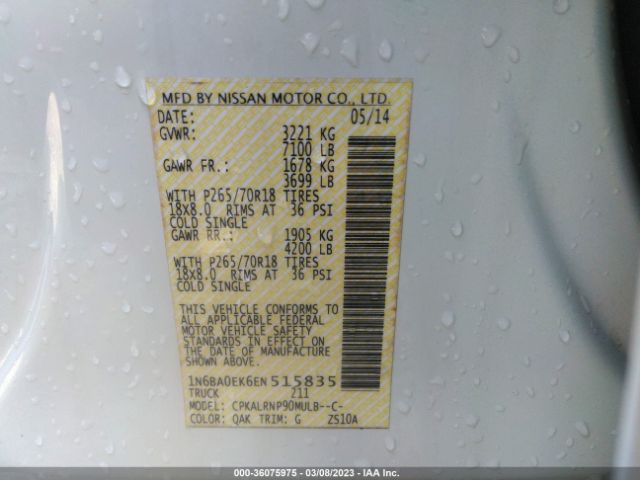 MFD BY NISSAN MOTOR CO., LTD.
DATE: 05/14
GVWR: 3221 KG
7100 LB
GAWR FR.: 1678 KG
3699 LB
WITH P265/70R18 TIRES
18X8.0 RIMS AT 36 PSI
COLD SINGLE
GAWR RR.: 1905 KG
4200 LB
WITH P265/70R18 TIRES
18X8.0 RIMS AT 36 PSI
COLD SINGLE
THIS VEHICLE CONFORMS TO
ALL APPLICABLE FEDERAL
MOTOR VEHICLE SAFETY
STANDARDS IN EFFECT ON
THE DATE OF MANUFACTURE
SHOWN ABOVE.
1N6BA0EK6EN515835
TRUCK 211
MODEL: CPKALRNP90MULB--C-
COLOR: QAK TRIM: G ZS10A
000-36075975 | 03/08/2023 | IAA Inc.